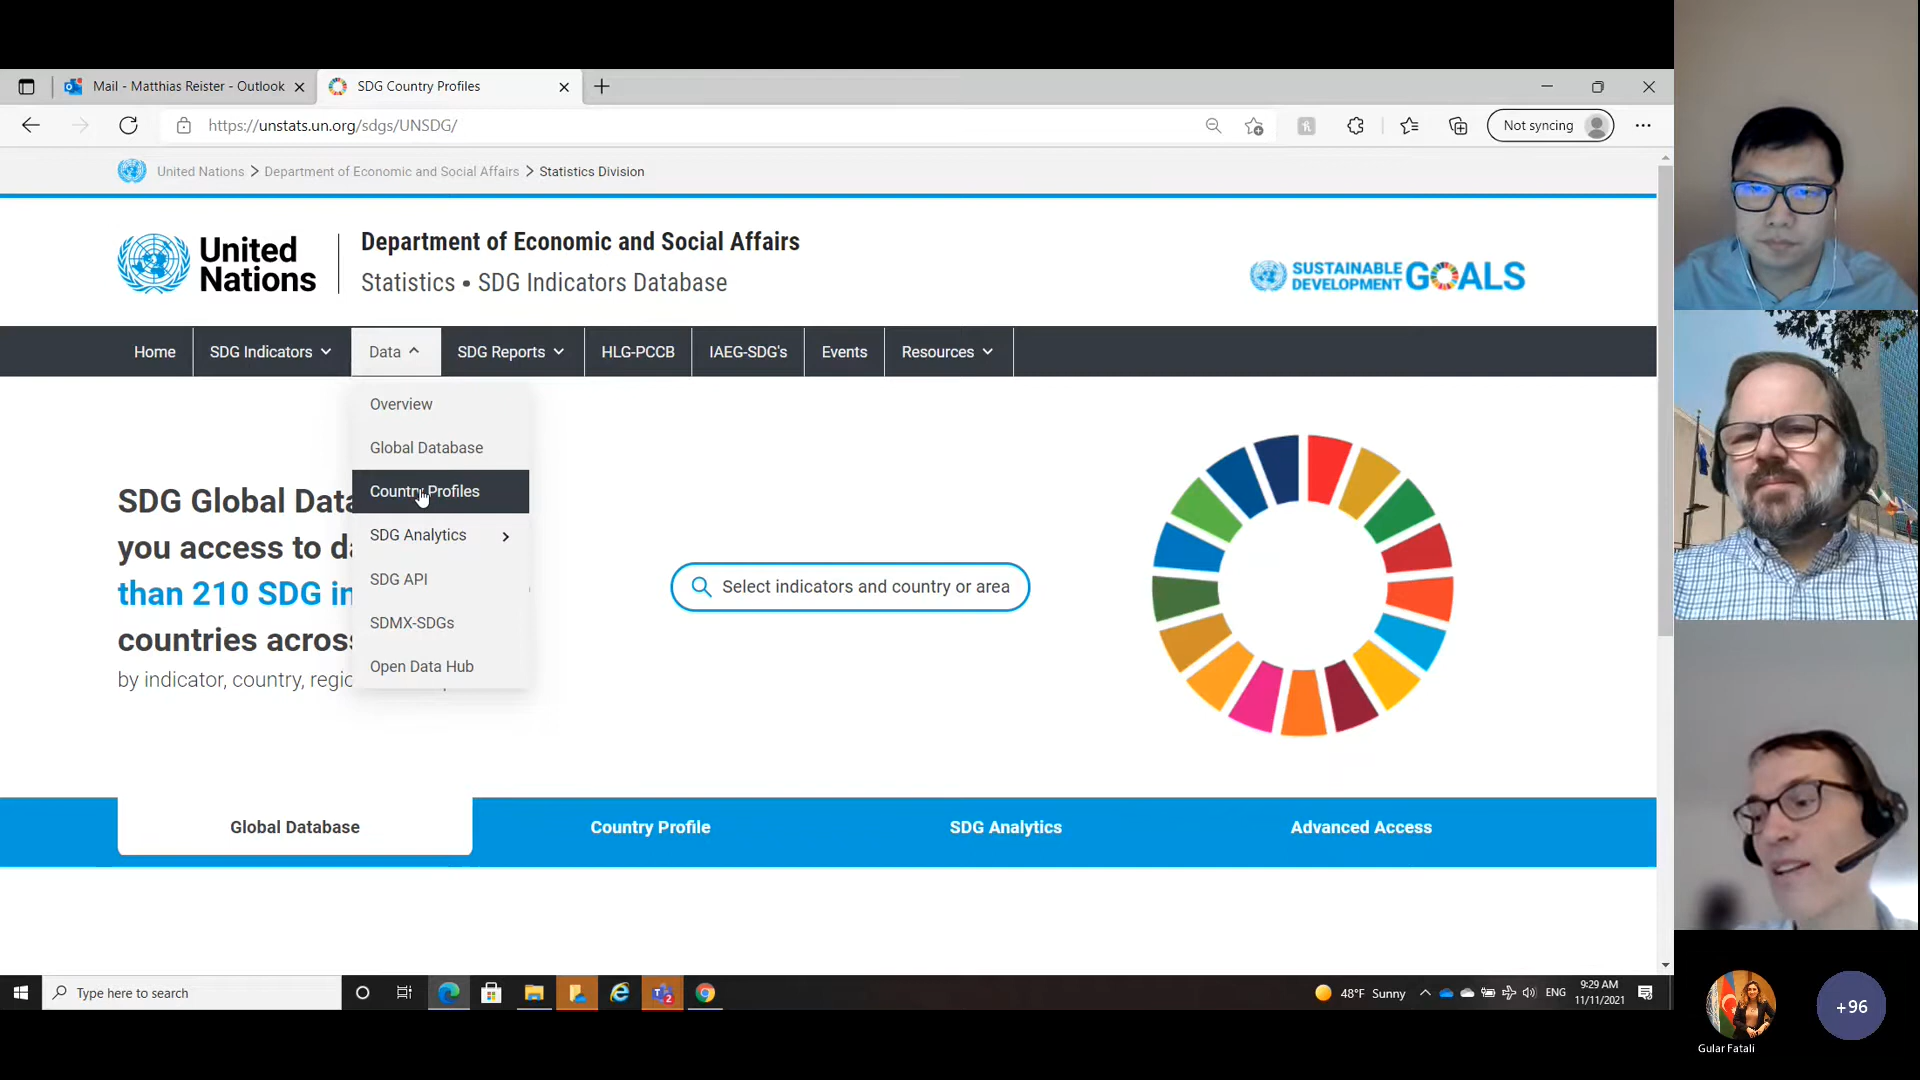 Mail - Matthias Reister - Outlook
SDG Country Profiles
https://unstats.un.org/sdgs/UNSDG/
Not syncing
United Nations > Department of Economic and Social Affairs > Statistics Division
United
Nations
Department of Economic and Social Affairs
Statistics • SDG Indicators Database
SUSTAINABLE
DEVELOPMENT
GOALS
Home
SDG Indicators
Data
SDG Reports
HLG-PCCB
IAEG-SDG's
Events
Resources
Overview
Global Database
Country Profiles
SDG Analytics
SDG API
SDMX-SDGs
Open Data Hub
SDG Global Data
you access to da
than 210 SDG in
countries across
by indicator, country, regio
Select indicators and country or area
Global Database
Country Profile
SDG Analytics
Advanced Access
Type here to search
2
48°F Sunny
ENG
9:29 AM
11/11/2021
Gular Fatali
+96